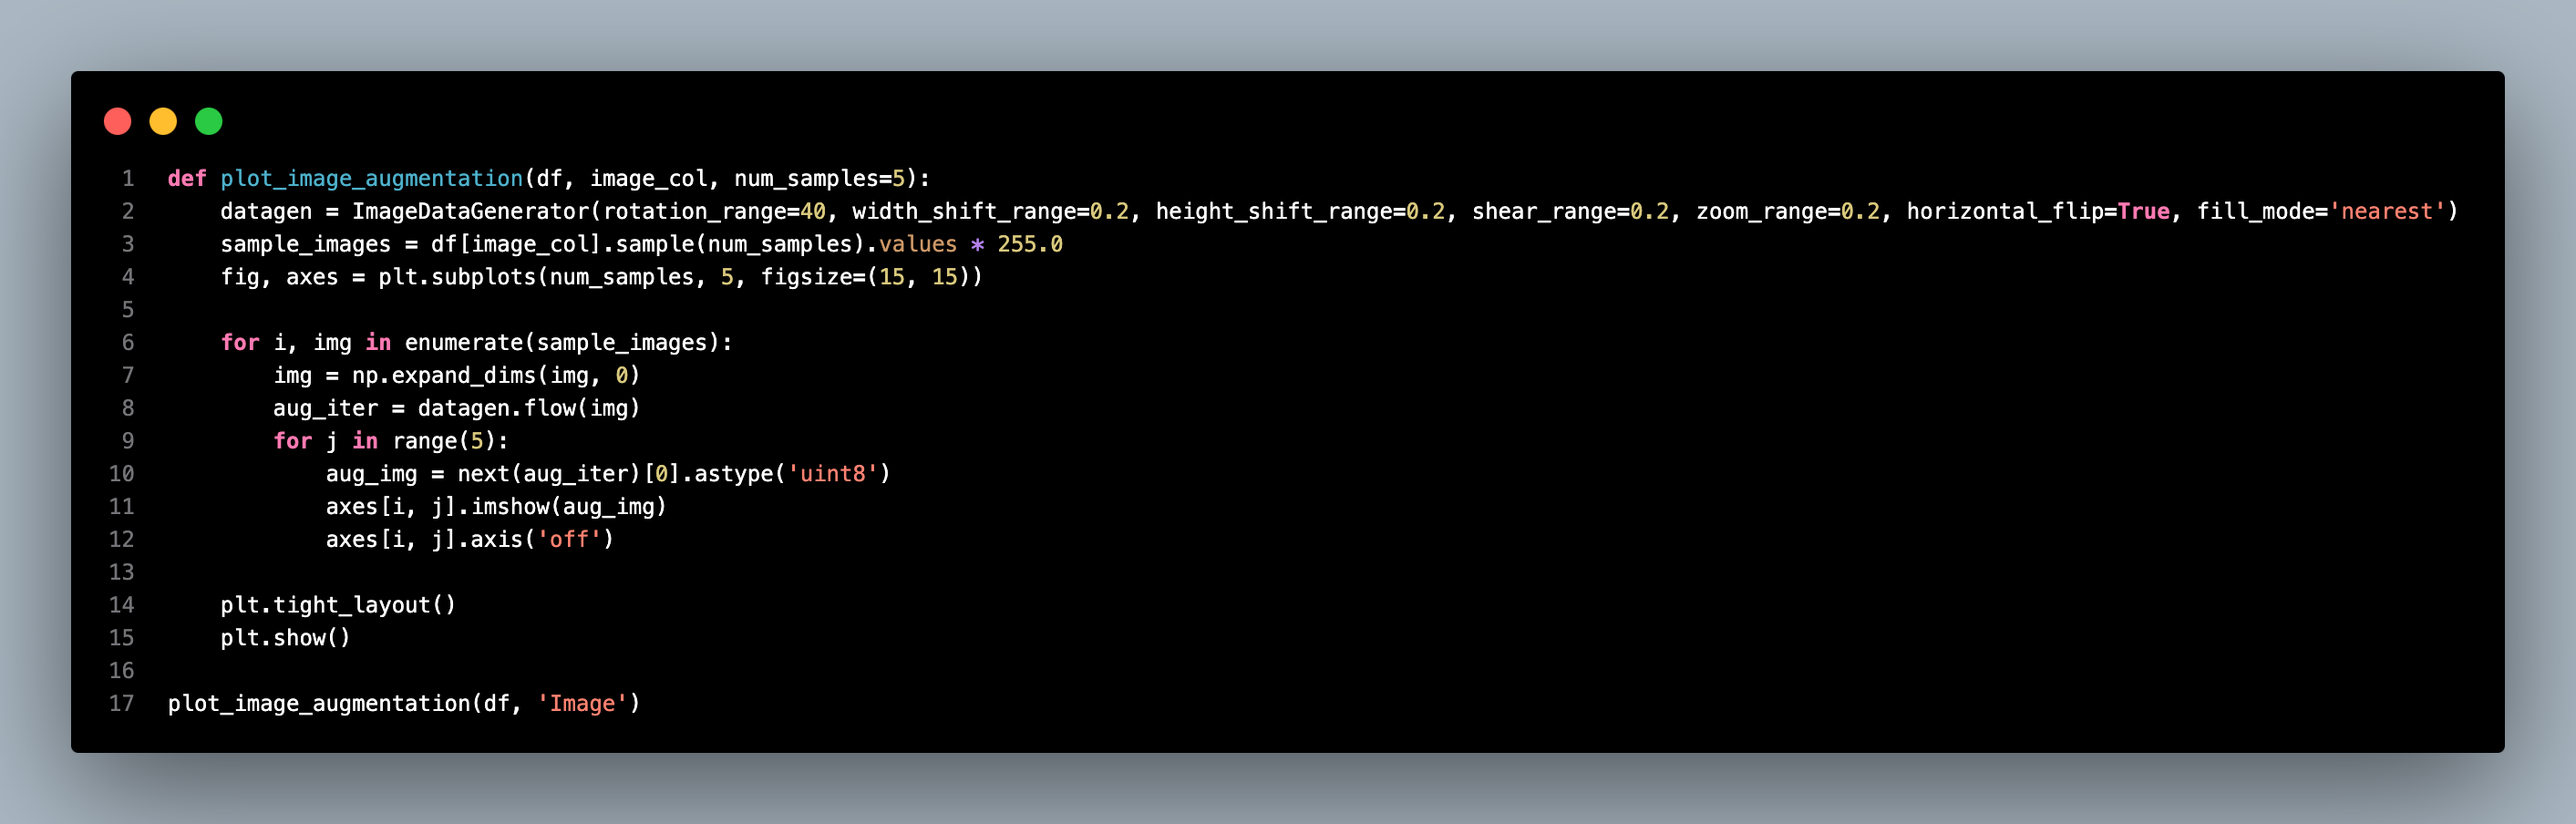 1 def plot_image_augmentation(df, image_col, num_samples=5):
2     datagen = ImageDataGenerator(rotation_range=40, width_shift_range=0.2, height_shift_range=0.2, shear_range=0.2, zoom_range=0.2, horizontal_flip=True, fill_mode='nearest')
3     sample_images = df[image_col].sample(num_samples).values * 255.0
4     fig, axes = plt.subplots(num_samples, 5, figsize=(15, 15))
5
6     for i, img in enumerate(sample_images):
7         img = np.expand_dims(img, 0)
8         aug_iter = datagen.flow(img)
9         for j in range(5):
10             aug_img = next(aug_iter)[0].astype('uint8')
11             axes[i, j].imshow(aug_img)
12             axes[i, j].axis('off')
13
14     plt.tight_layout()
15     plt.show()
16
17 plot_image_augmentation(df, 'Image')